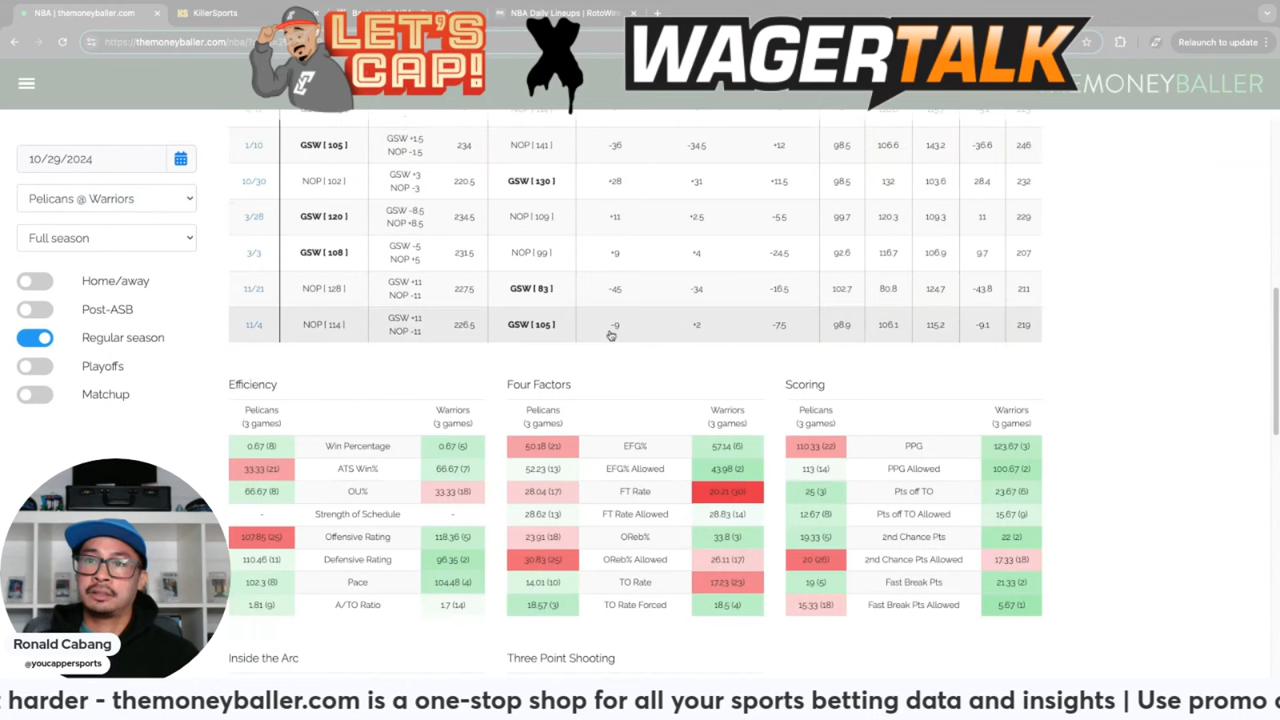 NBA | themoneyballer.com
KillerSports
NBA Daily Lineups | RotoWi
https://themoneyballer.com/nba/
Relaunch to update
LET'S CAP!
WAGERTALK
THEMONEYBALLER
10/29/2024
Pelicans @ Warriors
Full season
Home/away
Post-ASB
Regular season
Playoffs
Matchup
1/10 GSW [ 105 ] GSW +1.5 NOP -1.5 234 NOP [ 141 ] -36 -34.5 +12 98.5 106.6 143.2 -36.6 246
10/30 NOP [ 102 ] GSW +3 NOP -3 220.5 GSW [ 130 ] +28 +31 +11.5 98.5 132 103.6 28.4 232
3/28 GSW [ 120 ] GSW -8.5 NOP +8.5 234.5 NOP [ 109 ] +11 +2.5 -5.5 99.7 120.3 109.3 11 229
3/3 GSW [ 108 ] GSW -5 NOP +5 231.5 NOP [ 99 ] +9 +4 -24.5 92.6 116.7 106.9 9.7 207
11/21 NOP [ 128 ] GSW +11 NOP -11 227.5 GSW [ 83 ] -45 -34 -16.5 102.7 80.8 124.7 -43.8 211
11/4 NOP [ 114 ] GSW +11 NOP -11 226.5 GSW [ 105 ] -9 +2 -7.5 98.9 106.1 115.2 -9.1 219
Efficiency
Pelicans (3 games) Warriors (3 games)
0.67 (8) Win Percentage 0.67 (5)
33.33 (21) ATS Win% 66.67 (7)
66.67 (8) OU% 33.33 (18)
- Strength of Schedule -
107.85 (25) Offensive Rating 118.36 (5)
110.46 (11) Defensive Rating 96.35 (2)
102.3 (8) Pace 104.48 (4)
1.81 (9) A/TO Ratio 1.7 (14)
Four Factors
Pelicans (3 games) Warriors (3 games)
50.18 (21) EFG% 57.14 (6)
52.23 (13) EFG% Allowed 43.98 (2)
28.04 (17) FT Rate 20.21 (30)
28.62 (13) FT Rate Allowed 28.83 (14)
23.91 (18) OReb% 33.8 (3)
30.83 (25) OReb% Allowed 26.11 (17)
14.01 (10) TO Rate 17.23 (23)
18.57 (3) TO Rate Forced 18.5 (4)
Scoring
Pelicans (3 games) Warriors (3 games)
110.33 (22) PPG 123.67 (3)
113 (14) PPG Allowed 100.67 (2)
25 (3) Pts off TO 23.67 (6)
12.67 (8) Pts off TO Allowed 15.67 (9)
19.33 (5) 2nd Chance Pts 22 (2)
20 (26) 2nd Chance Pts Allowed 17.33 (18)
19 (5) Fast Break Pts 21.33 (2)
15.33 (18) Fast Break Pts Allowed 5.67 (1)
Inside the Arc
Three Point Shooting
Ronald Cabang
@youcappersports
harder - themoneyballer.com is a one-stop shop for all your sports betting data and insights | Use promo